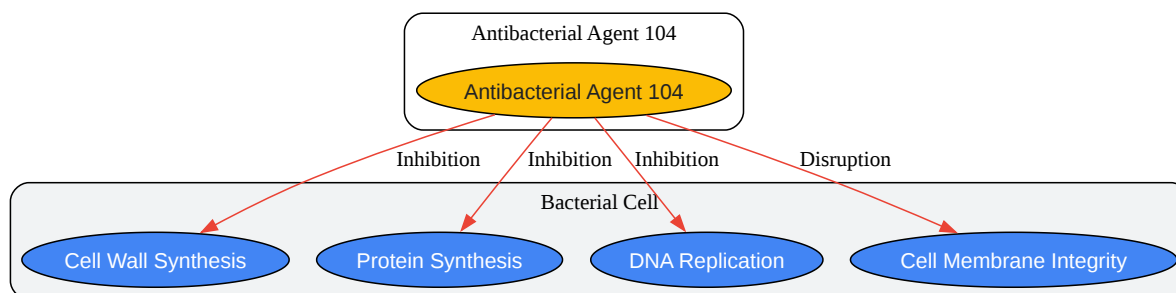 Antibacterial Agent 104
Antibacterial Agent 104
Inhibition
Inhibition
Inhibition
Disruption
Bacterial Cell
Cell Wall Synthesis
Protein Synthesis
DNA Replication
Cell Membrane Integrity